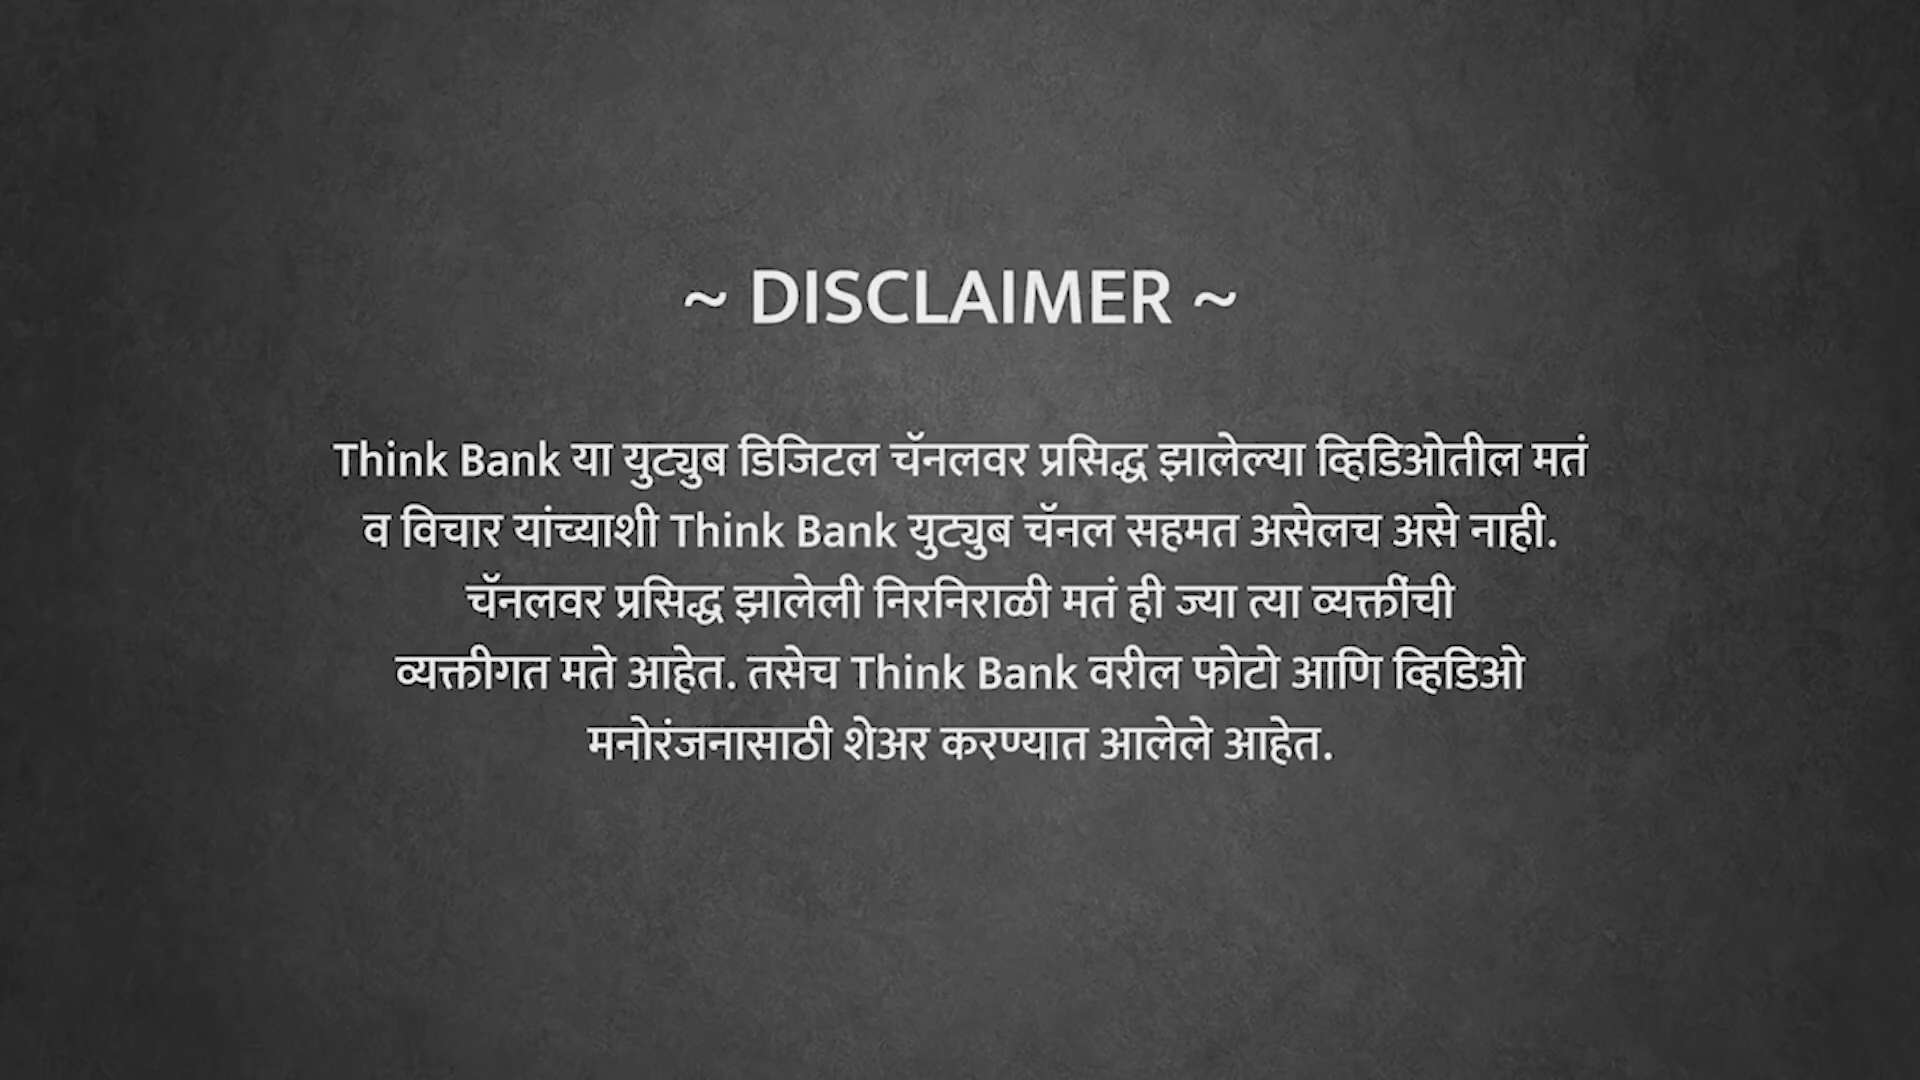 ~ DISCLAIMER ~
Think Bank या युट्युब डिजिटल चॅनलवर प्रसिद्ध झालेल्या व्हिडिओतील मतं
व विचार यांच्याशी Think Bank युट्युब चॅनल सहमत असेलच असे नाही.
चॅनलवर प्रसिद्ध झालेली निरनिराळी मतं ही ज्या त्या व्यक्तींची
व्यक्तीगत मते आहेत. तसेच Think Bank वरील फोटो आणि व्हिडिओ
मनोरंजनासाठी शेअर करण्यात आलेले आहेत.